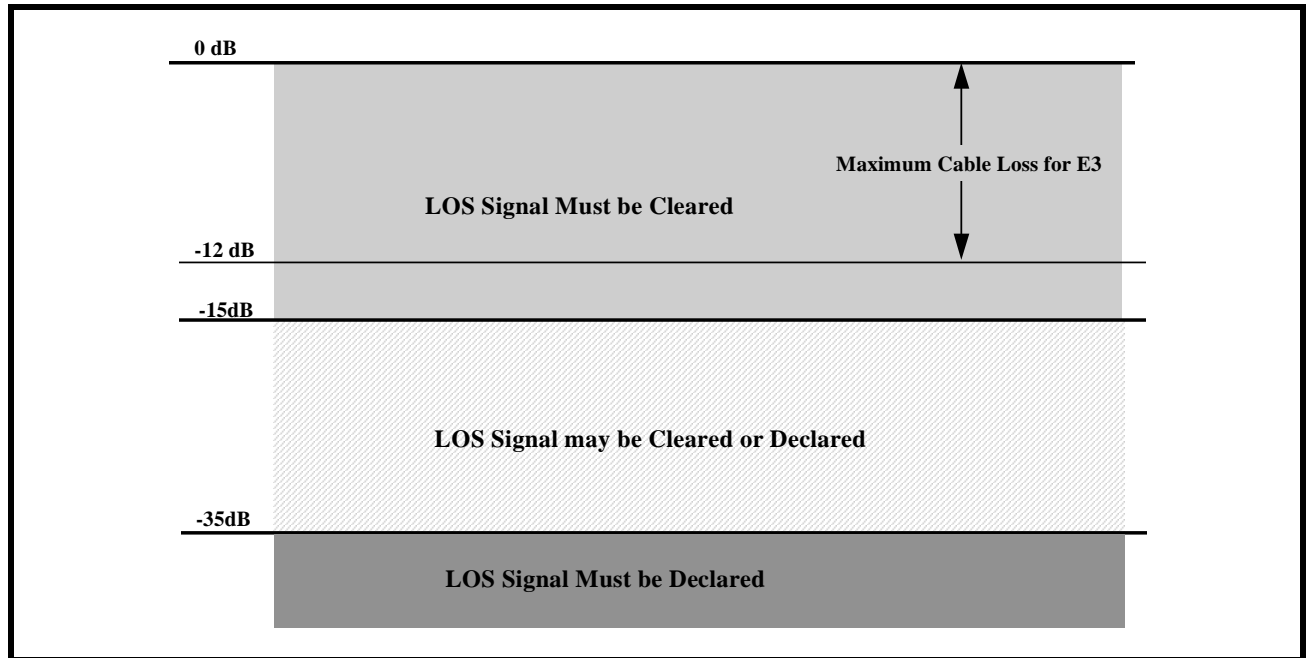 0 dB
Maximum Cable Loss for E3
LOS Signal Must be Cleared
-12 dB
-15dB
LOS Signal may be Cleared or Declared
-35dB
LOS Signal Must be Declared